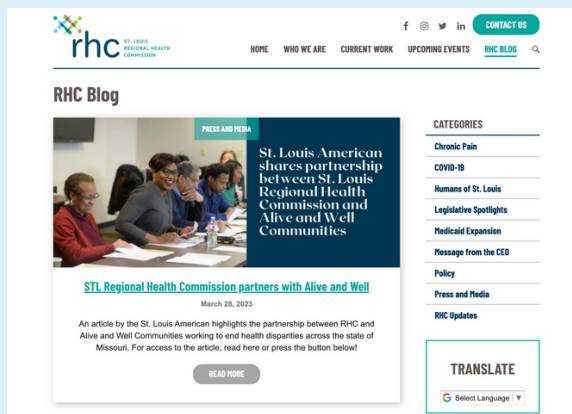 rhc
ST. LOUIS
REGIONAL HEALTH
COMMISSION
CONTACT US
HOME WHO WE ARE CURRENT WORK UPCOMING EVENTS RHC BLOG
RHC Blog
PRESS AND MEDIA
St. Louis American
shares partnership
between St. Louis
Regional Health
Commission and
Alive and Well
Communities
STL Regional Health Commission partners with Alive and Well
March 28, 2023
An article by the St. Louis American highlights the partnership between RHC and
Alive and Well Communities working to end health disparities across the state of
Missouri. For access to the article, read here or press the button below!
READ MORE
CATEGORIES
Chronic Pain
COVID-19
Humans of St. Louis
Legislative Spotlights
Medicaid Expansion
Message from the CEO
Policy
Press and Media
RHC Updates
TRANSLATE
G Select Language ▼